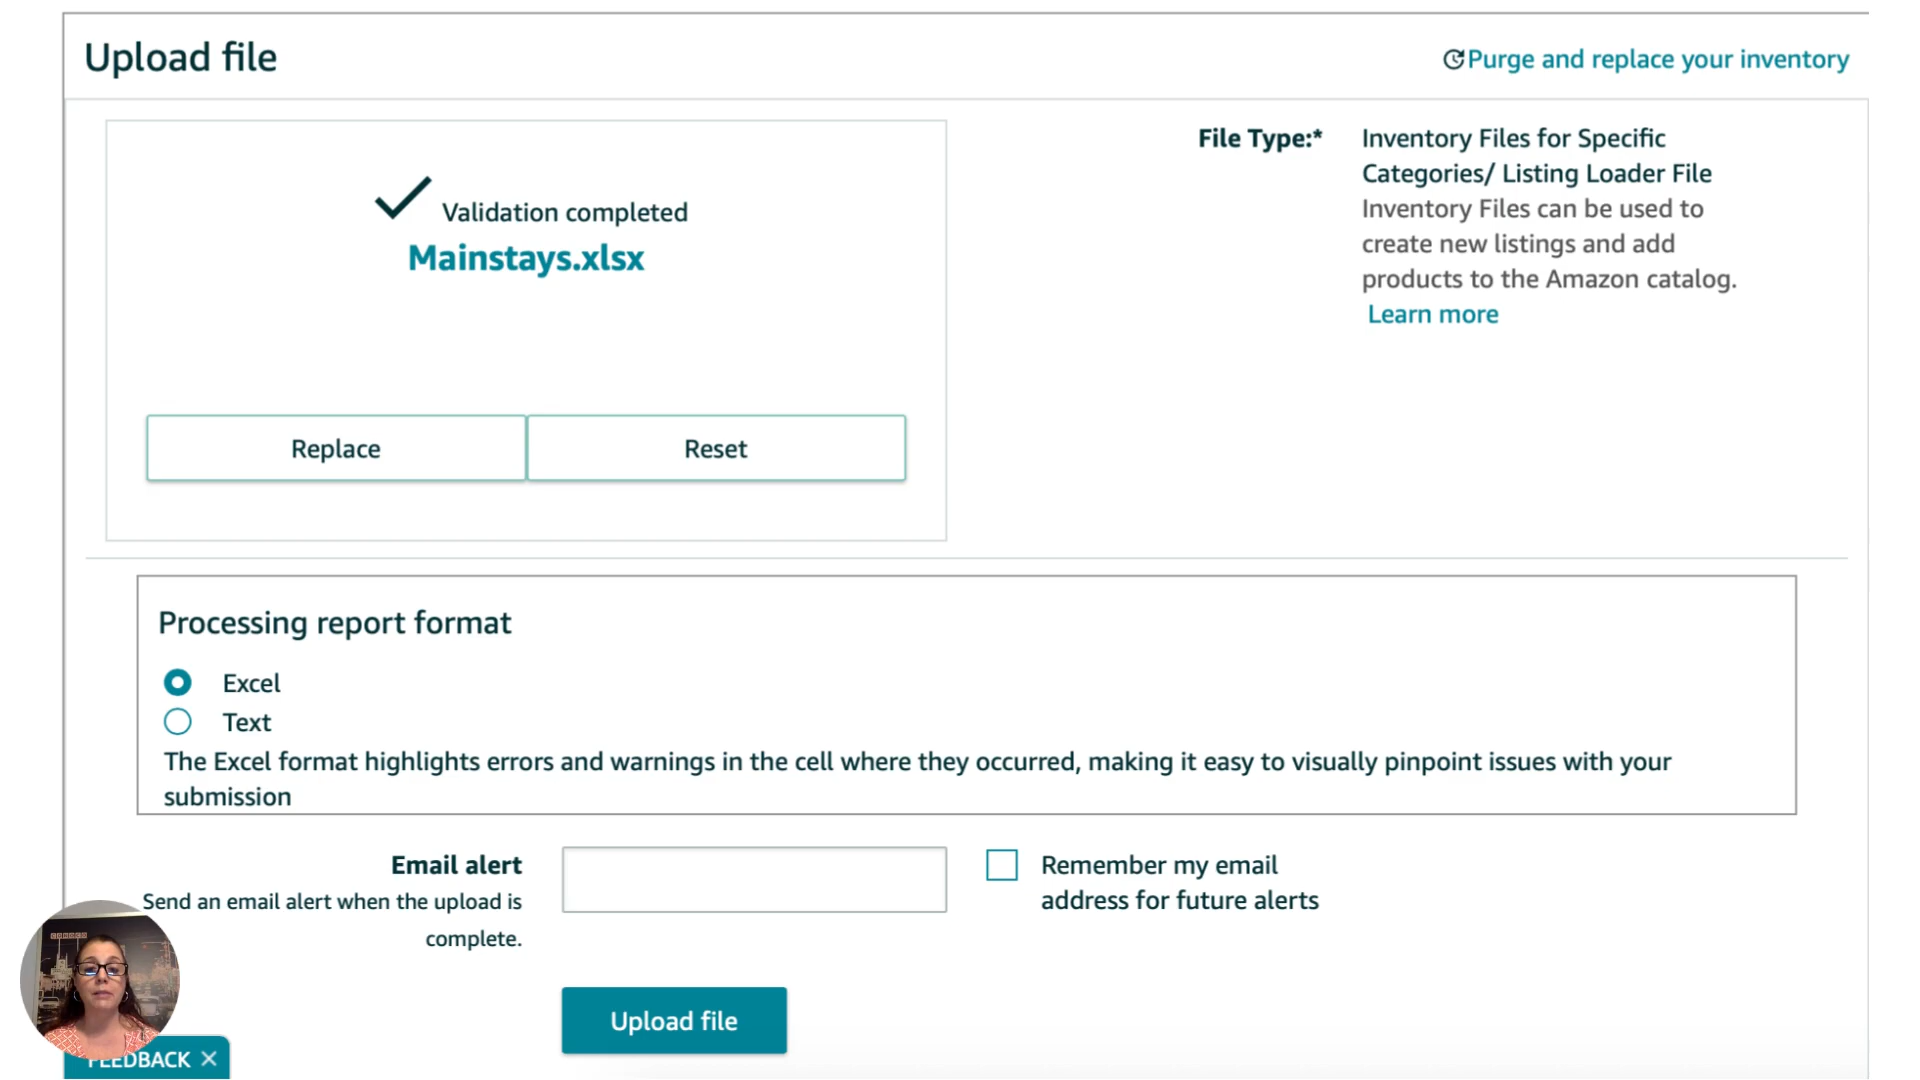 Upload file
Purge and replace your inventory
Validation completed
Mainstays.xlsx
Replace
Reset
File Type:*
Inventory Files for Specific
Categories/ Listing Loader File
Inventory Files can be used to
create new listings and add
products to the Amazon catalog.
Learn more
Processing report format
Excel
Text
The Excel format highlights errors and warnings in the cell where they occurred, making it easy to visually pinpoint issues with your
submission
Email alert
Send an email alert when the upload is
complete.
Remember my email
address for future alerts
Upload file
FEEDBACK